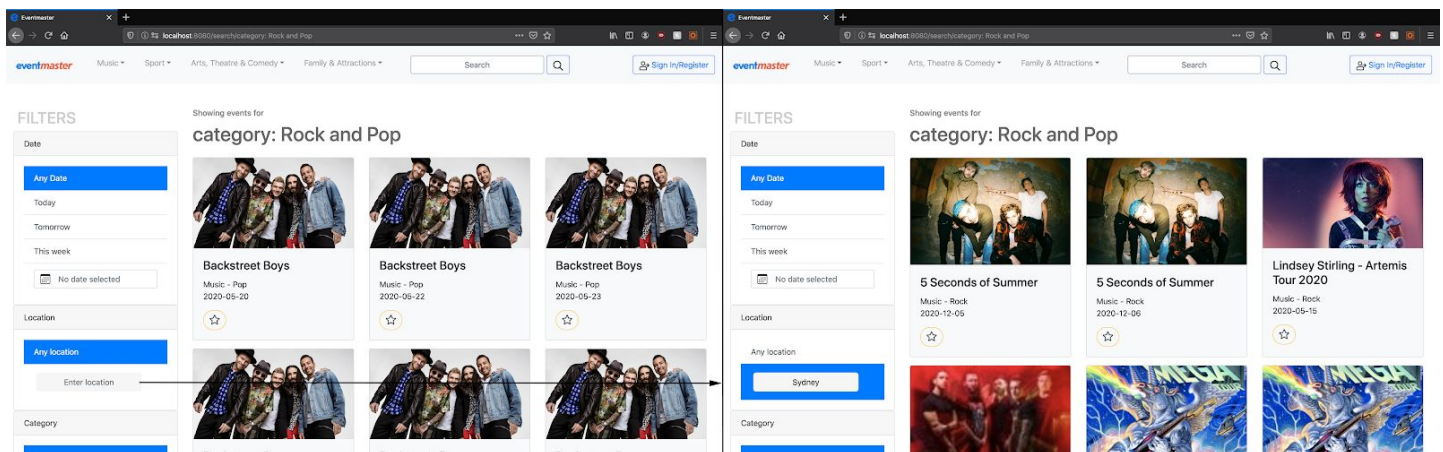 Eventmaster
localhost:8080/search/category: Rock and Pop
eventmaster
Music
Sport
Arts, Theatre & Comedy
Family & Attractions
Search
Sign In/Register
FILTERS
Date
Any Date
Today
Tomorrow
This week
No date selected
Location
Any location
Enter location
Category
Showing events for
category: Rock and Pop
Backstreet Boys
Music - Pop
2020-05-20
Backstreet Boys
Music - Pop
2020-05-22
Backstreet Boys
Music - Pop
2020-05-23
Eventmaster
localhost:8080/search/category: Rock and Pop
eventmaster
Music
Sport
Arts, Theatre & Comedy
Family & Attractions
Search
Sign In/Register
FILTERS
Date
Any Date
Today
Tomorrow
This week
No date selected
Location
Any location
Sydney
Category
Showing events for
category: Rock and Pop
5 Seconds of Summer
Music - Rock
2020-12-05
5 Seconds of Summer
Music - Rock
2020-12-06
Lindsey Stirling - Artemis
Tour 2020
Music - Rock
2020-05-15
MEGA
MEGA